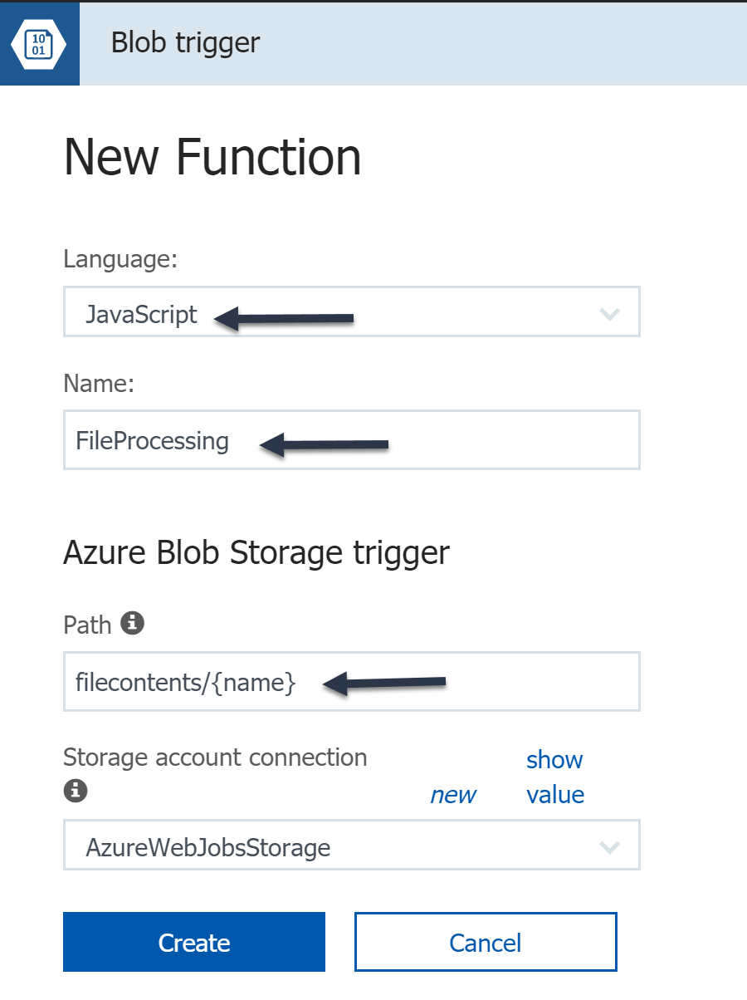 10
01
Blob trigger
New Function
Language:
JavaScript
Name:
FileProcessing
Azure Blob Storage trigger
Path
filecontents/{name}
Storage account connection
new
show
value
AzureWebJobsStorage
Create
Cancel